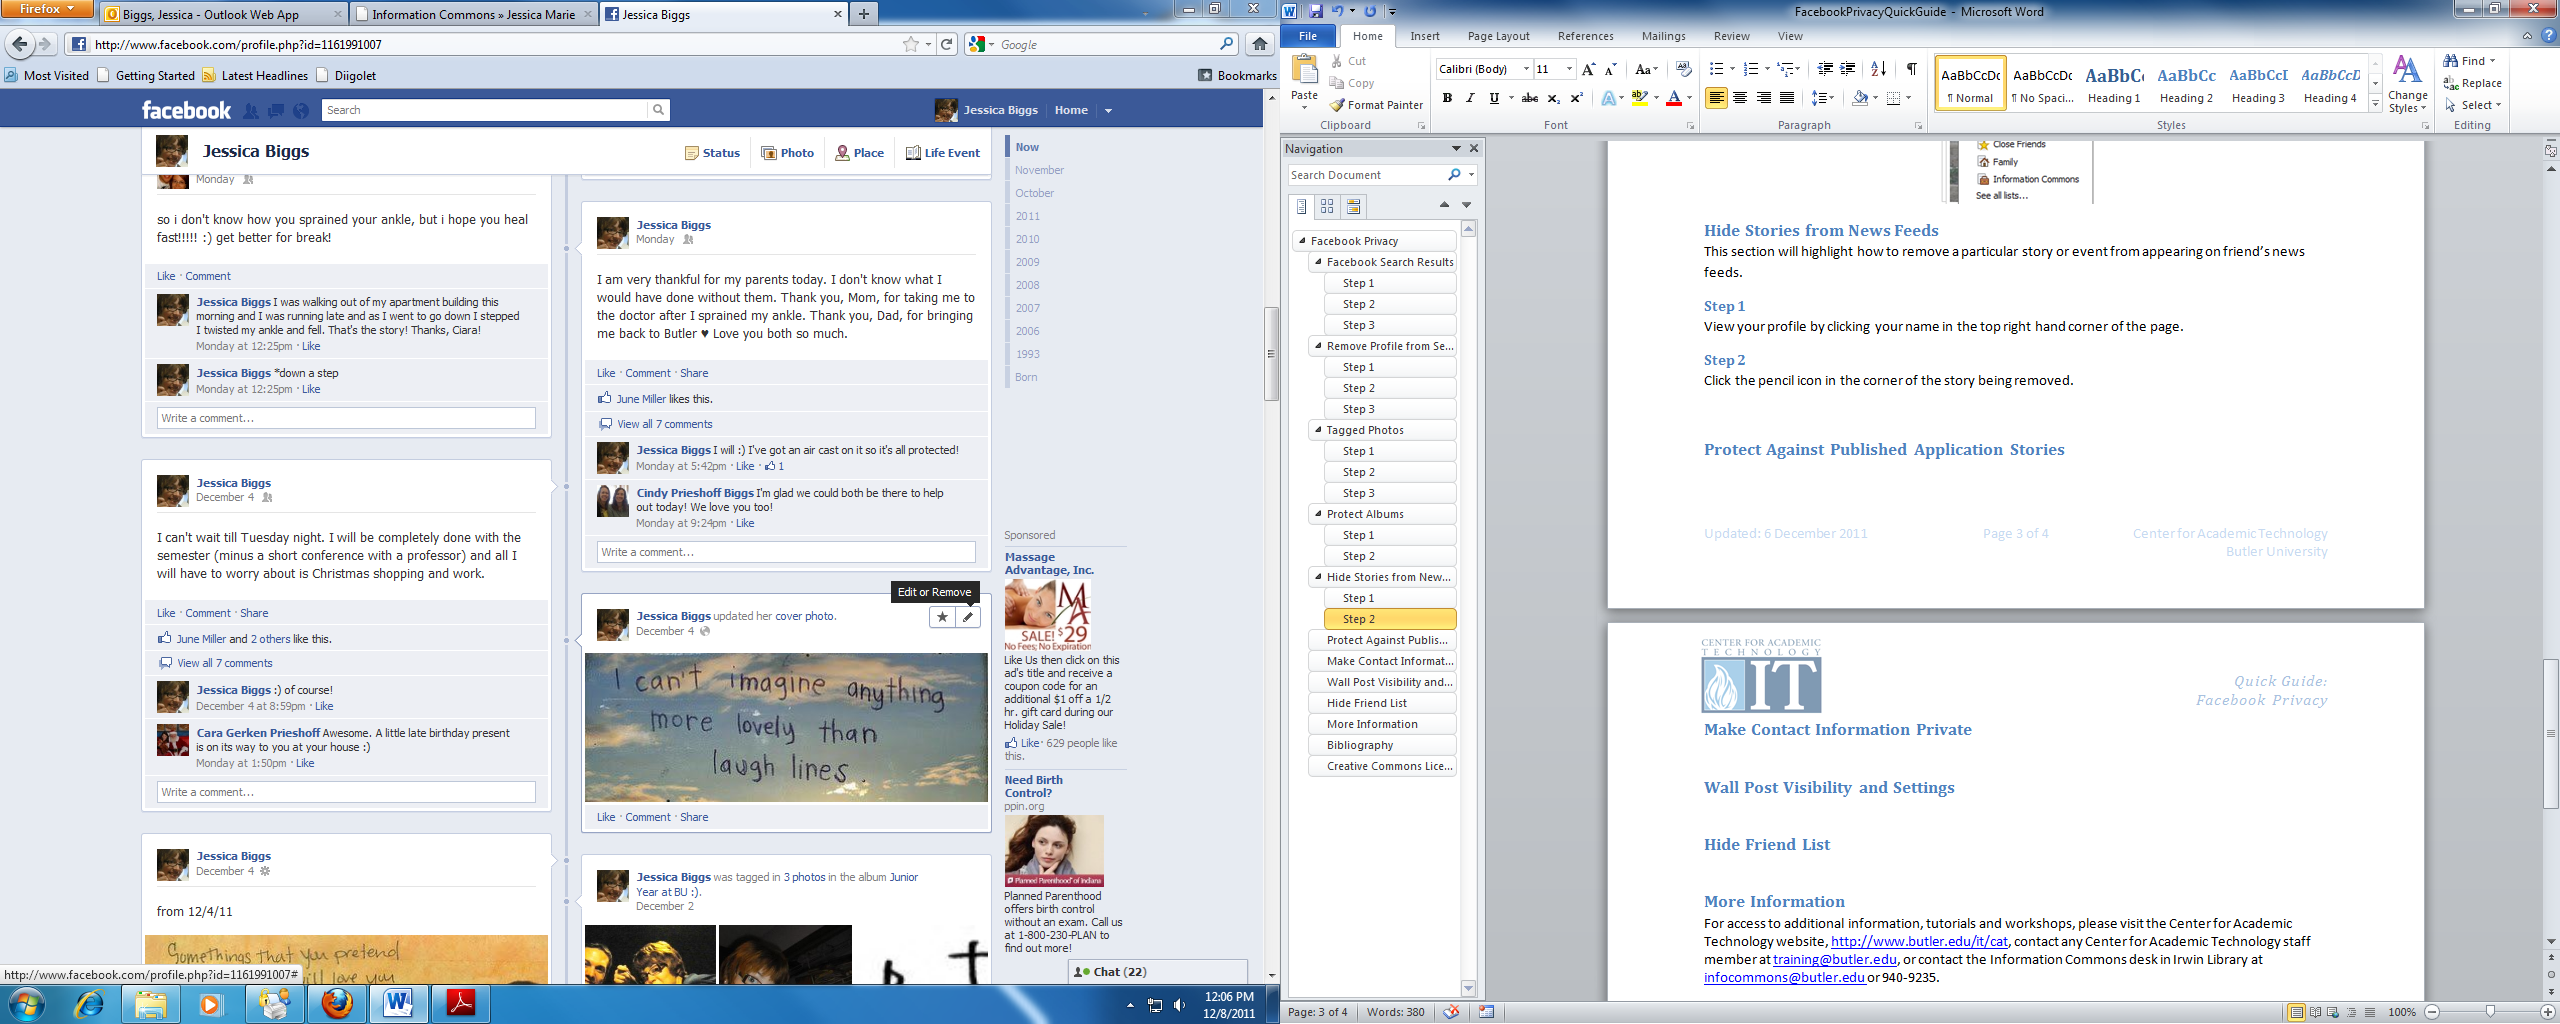 Firefox
Biggs, Jessica - Outlook Web App
Information Commons » Jessica Marie
Jessica Biggs
http://www.facebook.com/profile.php?id=1161991007
Google
Most Visited
Getting Started
Latest Headlines
Diigolet
Bookmarks
facebook
Search
Jessica Biggs
Home
Jessica Biggs
Status
Photo
Place
Life Event
Monday
so i don't know how you sprained your ankle, but i hope you heal
fast!!!!! :) get better for break!
Like · Comment
Jessica Biggs I was walking out of my apartment building this
morning and I was running late and as I went to go down I stepped
I twisted my ankle and fell. That's the story! Thanks, Ciara!
Monday at 12:25pm · Like
Jessica Biggs *down a step
Monday at 12:25pm · Like
Write a comment...
Jessica Biggs
December 4
I can't wait till Tuesday night. I will be completely done with the
semester (minus a short conference with a professor) and all I
will have to worry about is Christmas shopping and work.
Like · Comment · Share
June Miller and 2 others like this.
View all 7 comments
Jessica Biggs :) of course!
December 4 at 8:59pm · Like
Cara Gerken Prieshoff Awesome. A little late birthday present
is on its way to you at your house :)
Monday at 1:50pm · Like
Write a comment...
Jessica Biggs
December 4
from 12/4/11
Somethings that you pretend
ill love you
http://www.facebook.com/profile.php?id=1161991007#
Jessica Biggs
Monday
I am very thankful for my parents today. I don't know what I
would have done without them. Thank you, Mom, for taking me to
the doctor after I sprained my ankle. Thank you, Dad, for bringing
me back to Butler ♥ Love you both so much.
Like · Comment · Share
June Miller likes this.
View all 7 comments
Jessica Biggs I will :) I've got an air cast on it so it's all protected!
Monday at 5:42pm · Like · 1
Cindy Prieshoff Biggs I'm glad we could both be there to help
out today! We love you too!
Monday at 9:24pm · Like
Write a comment...
Edit or Remove
Jessica Biggs updated her cover photo.
December 4
I can't imagine anything
more lovely than
laugh lines.
Like · Comment · Share
Jessica Biggs was tagged in 3 photos in the album Junior
Year at BU :).
December 2
Now
November
October
2011
2010
2009
2008
2007
2006
1993
Born
Sponsored
Massage
Advantage, Inc.
MA
SALE! $29
No Fees; No Expiration
Like Us then click on this
ad's title and receive a
coupon code for an
additional $1 off a 1/2
hr. gift card during our
Holiday Sale!
Like · 629 people like
this.
Need Birth
Control?
ppin.org
Planned Parenthood of Indiana
Planned Parenthood
offers birth control
without an exam. Call us
at 1-800-230-PLAN to
find out more!
Chat (22)
12:06 PM
12/8/2011
FacebookPrivacyQuickGuide - Microsoft Word
File
Home
Insert
Page Layout
References
Mailings
Review
View
Paste
Cut
Copy
Format Painter
Clipboard
Calibri (Body)
11
Font
Paragraph
AaBbCcDc
¶ Normal
AaBbCcDc
¶ No Spaci...
AaBbC
Heading 1
AaBbCc
Heading 2
AaBbCcI
Heading 3
AaBbCcD
Heading 4
Change
Styles
Styles
Find
Replace
Select
Editing
Navigation
Search Document
Facebook Privacy
Facebook Search Results
Step 1
Step 2
Step 3
Remove Profile from Se...
Step 1
Step 2
Step 3
Tagged Photos
Step 1
Step 2
Step 3
Protect Albums
Step 1
Step 2
Hide Stories from New...
Step 1
Step 2
Protect Against Publis...
Make Contact Informat...
Wall Post Visibility and...
Hide Friend List
More Information
Bibliography
Creative Commons Lice...
Close Friends
Family
Information Commons
See all lists...
Hide Stories from News Feeds
This section will highlight how to remove a particular story or event from appearing on friend's news
feeds.
Step 1
View your profile by clicking your name in the top right hand corner of the page.
Step 2
Click the pencil icon in the corner of the story being removed.
Protect Against Published Application Stories
Updated: 6 December 2011
Page 3 of 4
Center for Academic Technology
Butler University
CENTER FOR ACADEMIC
TECHNOLOGY
IT
Quick Guide:
Facebook Privacy
Make Contact Information Private
Wall Post Visibility and Settings
Hide Friend List
More Information
For access to additional information, tutorials and workshops, please visit the Center for Academic
Technology website, http://www.butler.edu/it/cat, contact any Center for Academic Technology staff
member at training@butler.edu, or contact the Information Commons desk in Irwin Library at
infocommons@butler.edu or 940-9235.
Page: 3 of 4
Words: 380
100%